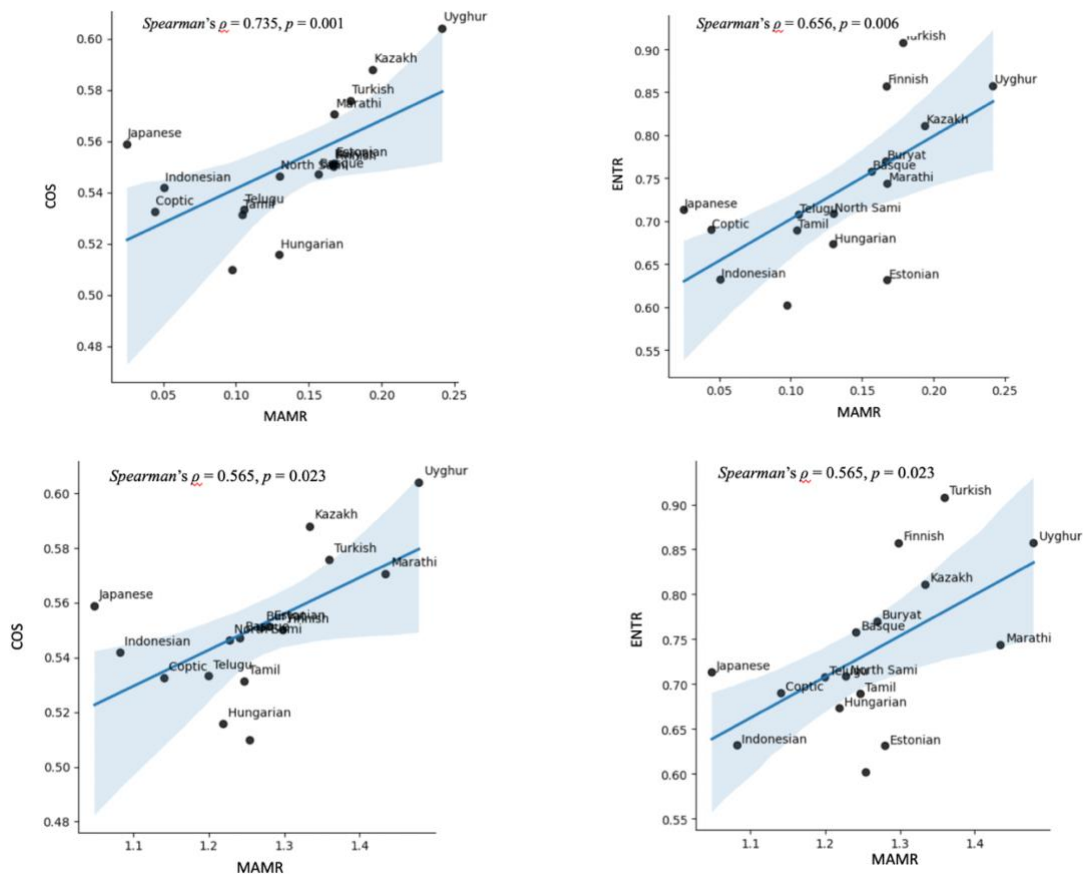 Spearman's ρ = 0.735, p = 0.001
Uyghur
Kazakh
Turkish
Marathi
Japanese
Estonian
Basque
North Sami
Indonesian
Telugu
Tamil
Coptic
Hungarian
0.60
0.58
0.56
0.54
0.52
0.50
0.48
COS
0.05 0.10 0.15 0.20 0.25
MAMR
Spearman's ρ = 0.656, p = 0.006
Turkish
Finnish
Uyghur
Kazakh
Buryat
Basque
Marathi
Japanese
Telugu North Sami
Coptic
Tamil
Hungarian
Indonesian
Estonian
0.90
0.85
0.80
0.75
0.70
0.65
0.60
0.55
ENTR
0.05 0.10 0.15 0.20 0.25
MAMR
Spearman's ρ = 0.565, p = 0.023
Uyghur
Kazakh
Turkish
Marathi
Japanese
Estonian
Finnish
North Sami
Indonesian
Coptic
Telugu
Tamil
Hungarian
0.60
0.58
0.56
0.54
0.52
0.50
0.48
COS
1.1 1.2 1.3 1.4
MAMR
Spearman's ρ = 0.565, p = 0.023
Turkish
Finnish
Uyghur
Kazakh
Buryat
Basque
Marathi
Japanese
Telugu North Sami
Coptic
Tamil
Hungarian
Indonesian
Estonian
0.90
0.85
0.80
0.75
0.70
0.65
0.60
0.55
ENTR
1.1 1.2 1.3 1.4
MAMR